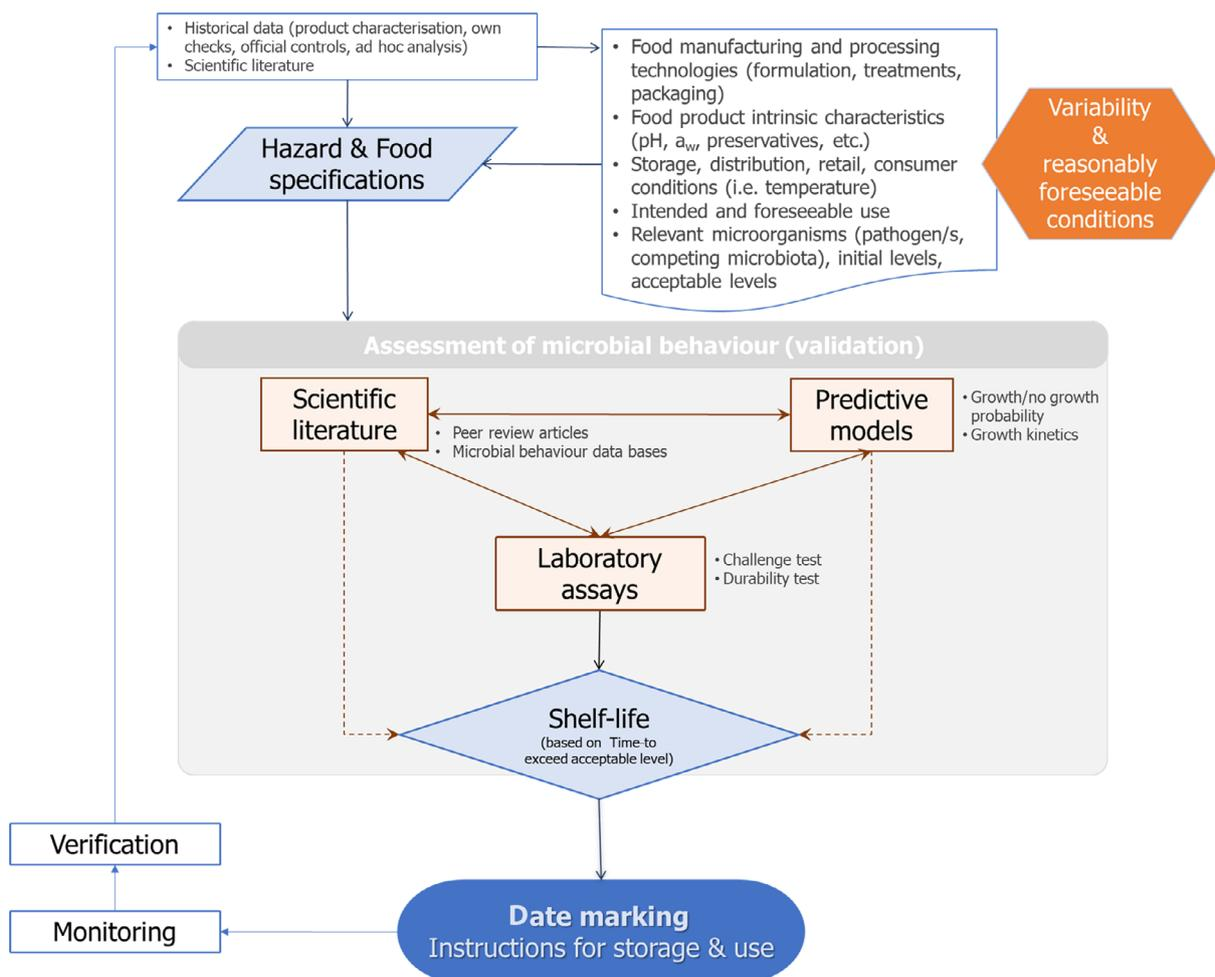 • Historical data (product characterisation, own
checks, official controls, ad hoc analysis)
• Scientific literature
• Food manufacturing and processing
technologies (formulation, treatments,
packaging)
• Food product intrinsic characteristics
(pH, aw, preservatives, etc.)
• Storage, distribution, retail, consumer
conditions (i.e. temperature)
• Intended and foreseeable use
• Relevant microorganisms (pathogen/s,
competing microbiota), initial levels,
acceptable levels
Variability
&
reasonably
foreseeable
conditions
Hazard & Food
specifications
Assessment of microbial behaviour (validation)
Scientific
literature
• Peer review articles
• Microbial behaviour data bases
Predictive
models
• Growth/no growth
probability
• Growth kinetics
Laboratory
assays
• Challenge test
• Durability test
Shelf-life
(based on Time-to
exceed acceptable level)
Verification
Monitoring
Date marking
Instructions for storage & use